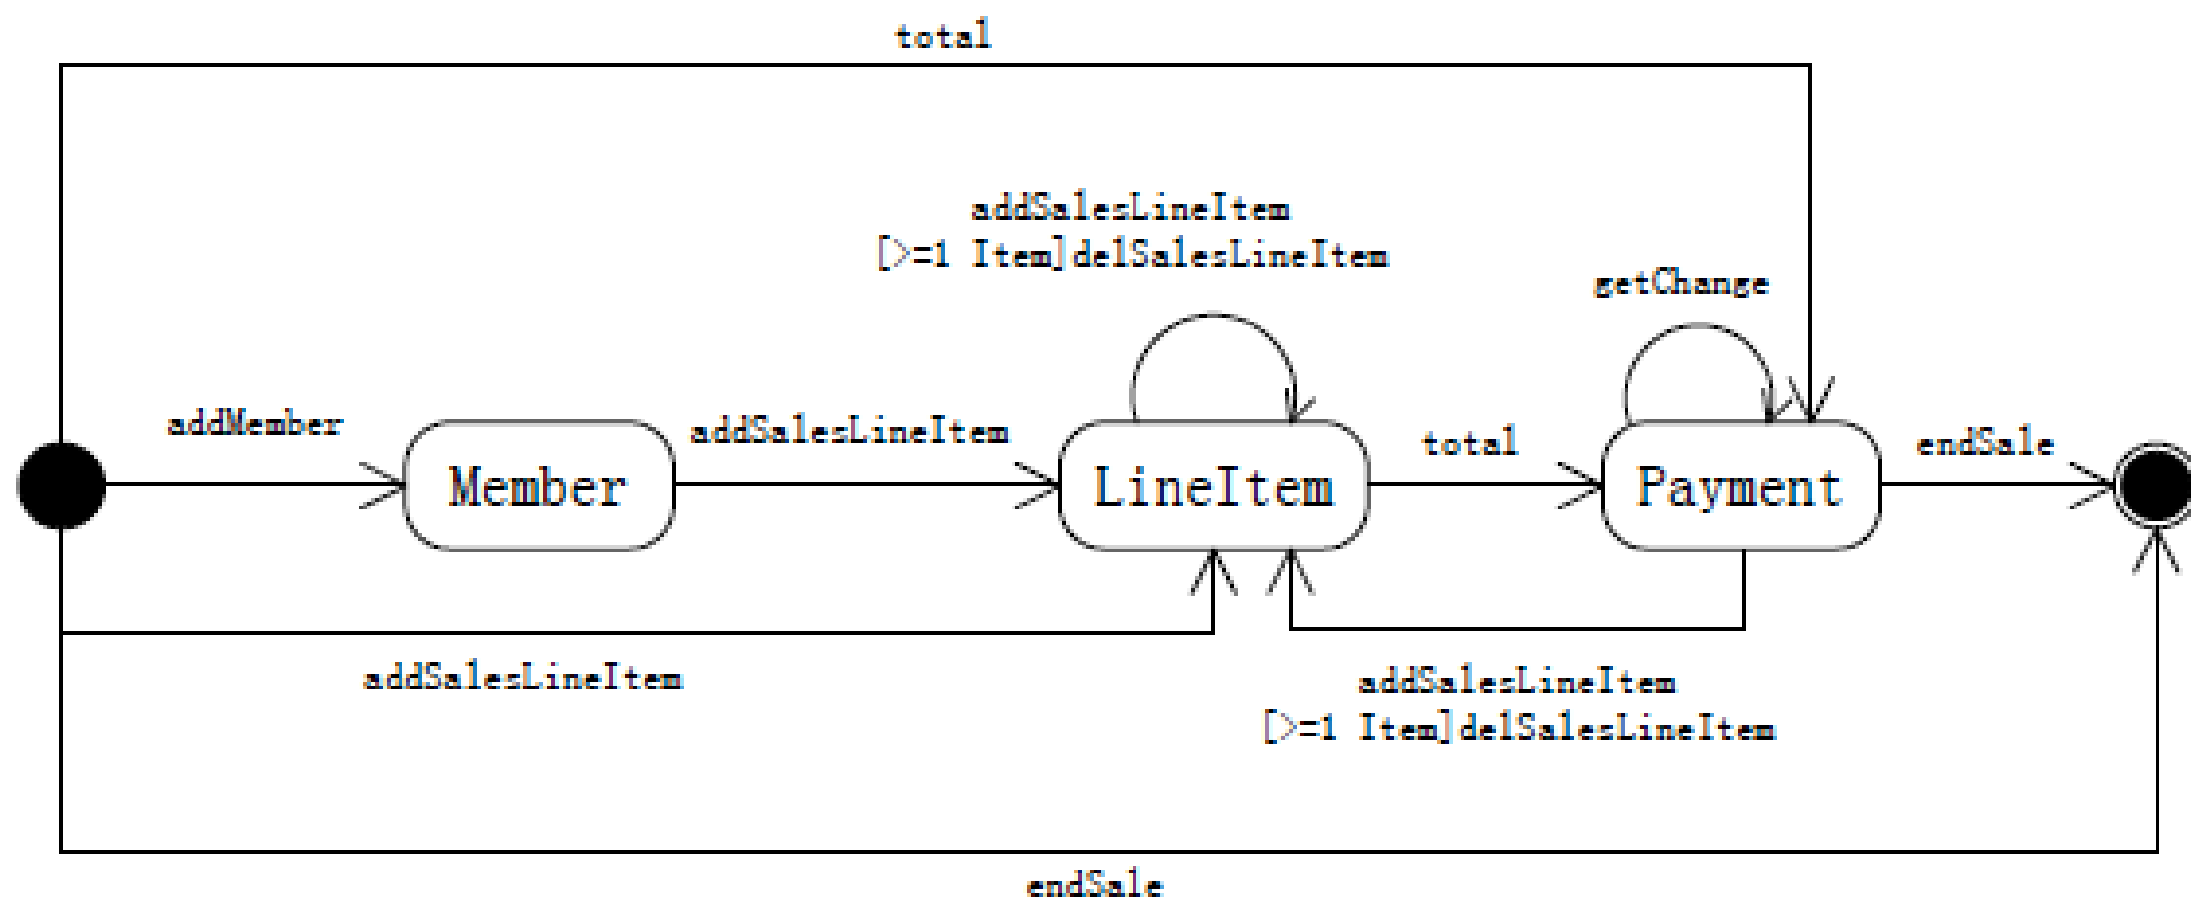 total
addSalesLineItem
[>=1 Item]delSalesLineItem
getChange
addMember
addSalesLineItem
total
endSale
Member
LineItem
Payment
addSalesLineItem
addSalesLineItem
[>=1 Item]delSalesLineItem
endSale